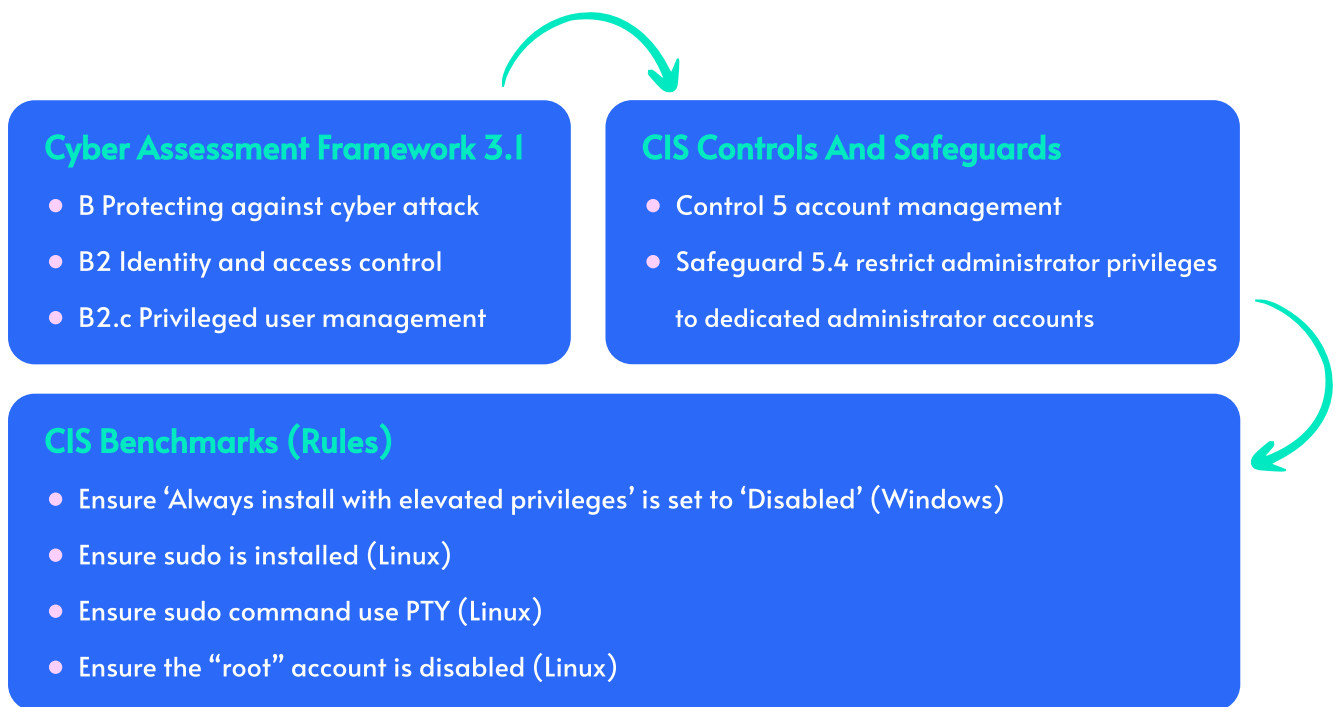 Cyber Assessment Framework 3.1
B Protecting against cyber attack
B2 Identity and access control
B2.c Privileged user management
CIS Controls And Safeguards
Control 5 account management
Safeguard 5.4 restrict administrator privileges
to dedicated administrator accounts
CIS Benchmarks (Rules)
Ensure ‘Always install with elevated privileges’ is set to ‘Disabled’ (Windows)
Ensure sudo is installed (Linux)
Ensure sudo command use PTY (Linux)
Ensure the “root” account is disabled (Linux)